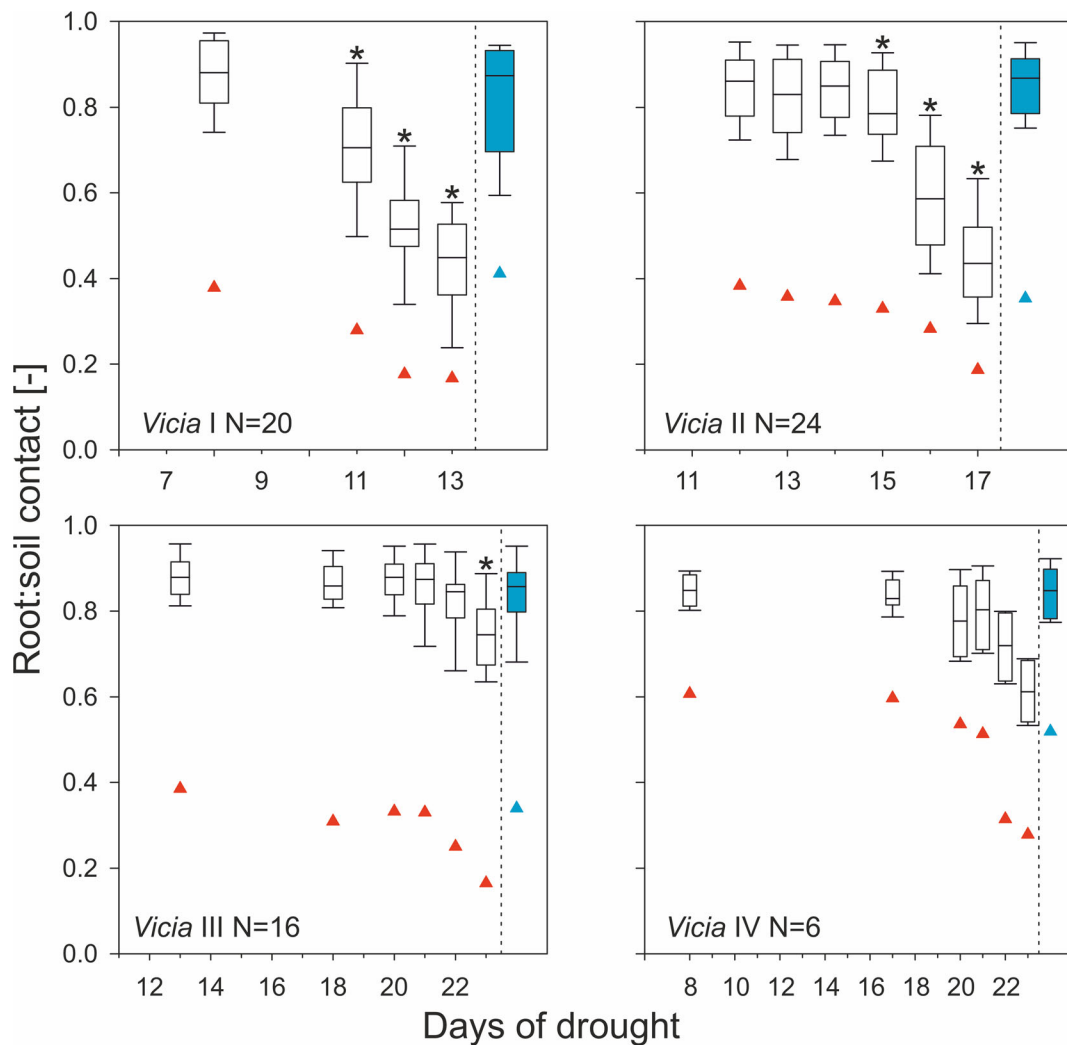 Root:soil contact [-]
1.0
0.8
0.6
0.4
0.2
0.0
* * *
Vicia I N=20
7 9 11 13
* * *
Vicia II N=24
11 13 15 17
1.0
0.8
0.6
0.4
0.2
0.0
*
Vicia III N=16
12 14 16 18 20 22
Vicia IV N=6
8 10 12 14 16 18 20 22
Days of drought